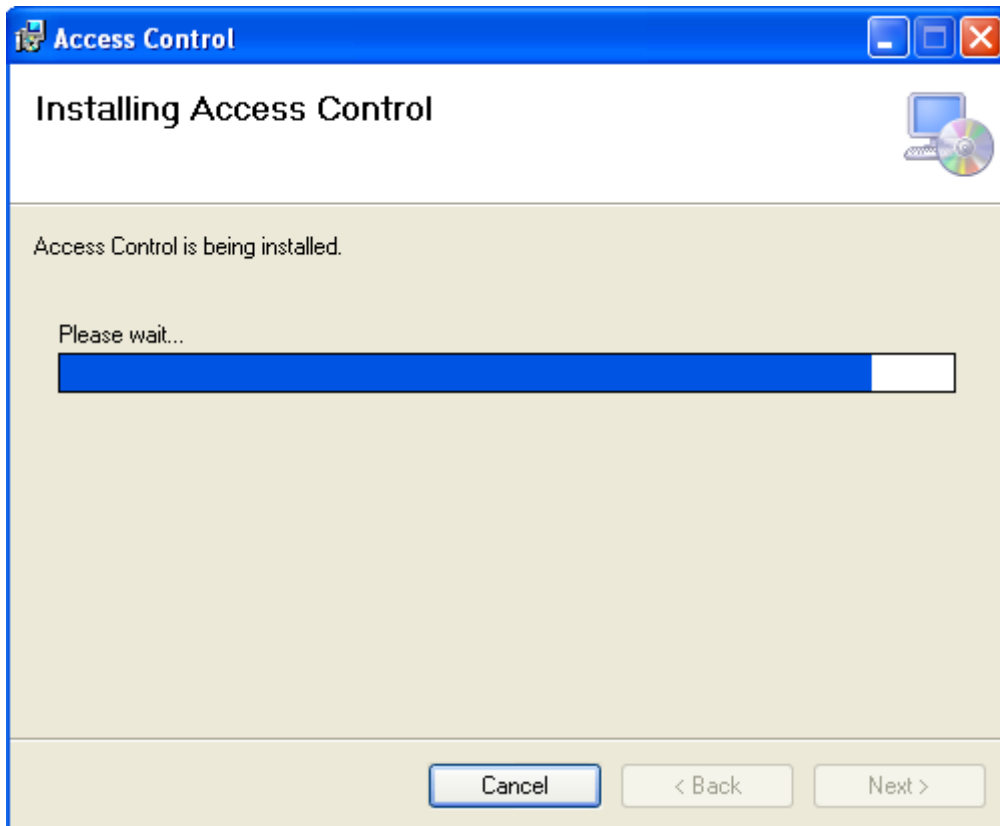 Access Control
Installing Access Control
Access Control is being installed.
Please wait...
Cancel
< Back
Next >